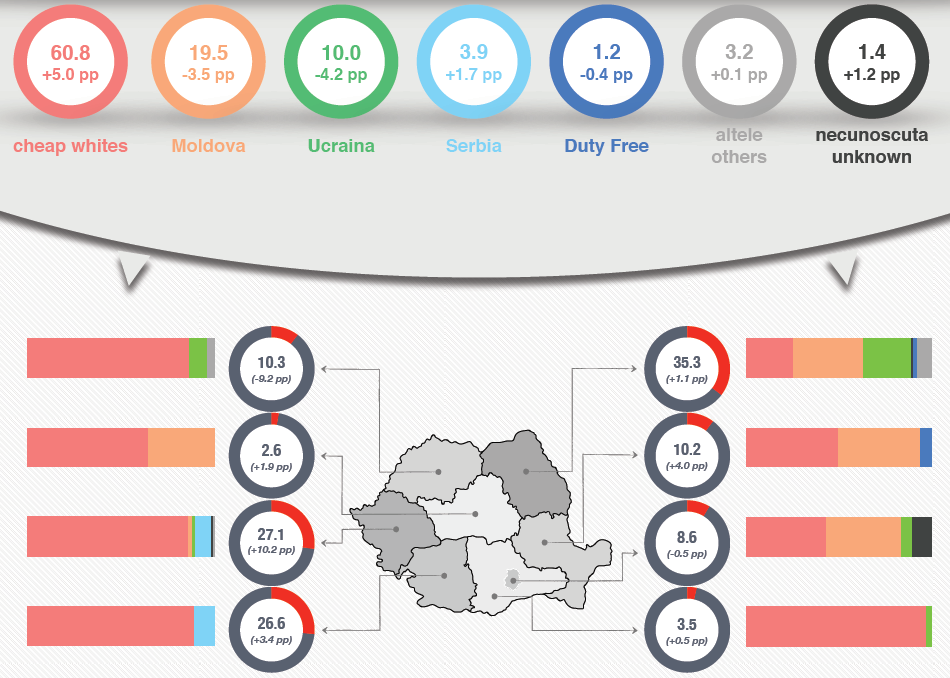 60.8
+5.0 pp
cheap whites
19.5
-3.5 pp
Moldova
10.0
-4.2 pp
Ucraina
3.9
+1.7 pp
Serbia
1.2
-0.4 pp
Duty Free
3.2
+0.1 pp
altele
others
1.4
+1.2 pp
necunoscuta
unknown
10.3
(-9.2 pp)
2.6
(+1.9 pp)
27.1
(+10.2 pp)
26.6
(+3.4 pp)
35.3
(+1.1 pp)
10.2
(+4.0 pp)
8.6
(-0.5 pp)
3.5
(+0.5 pp)